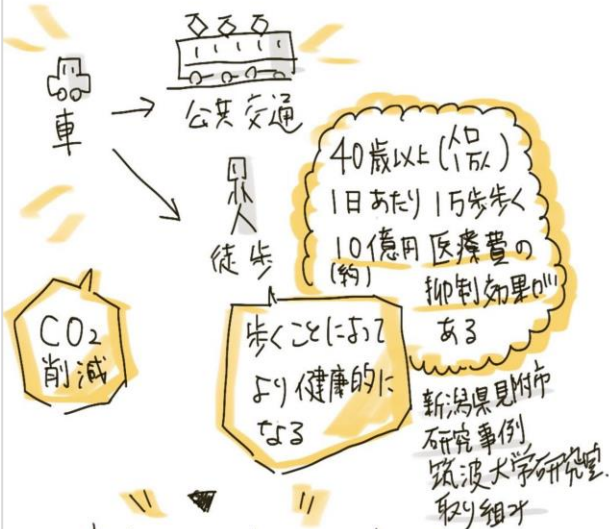 車
公共交通
徒歩
40歳以上(人口1万人)
1日あたり1万歩歩く
10億円医療費の
(約)
抑制効果が
ある
CO2
削減
歩くことによって
より健康的に
なる
新潟県見附市
研究事例
筑波大学研究室
取り組み